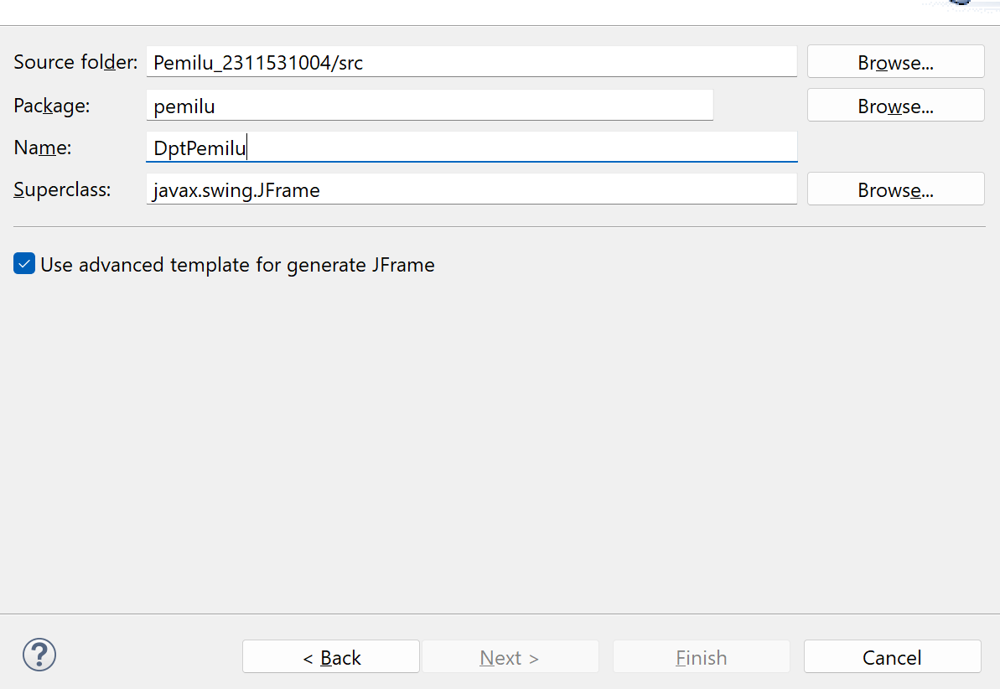 Source folder: Pemilu_2311531004/src Browse...
Package: pemilu Browse...
Name: DptPemilu
Superclass: javax.swing.JFrame Browse...
Use advanced template for generate JFrame
? < Back Next > Finish Cancel